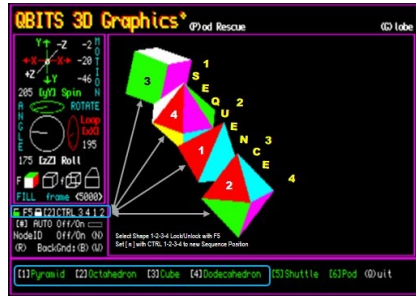 QBITS 3D Graphics* (P)od Rescue (G)lobe
Y↑ -Z -2 MOTION
←X ✳ X→ -20
+Z ↓Y -46
205 [yY] Spin
ANGLE ROTATE
Loop
[xX]
195
175 [zZ] Roll
F f
FILL frame <5000>
F5 [2]CTRL 3 4 1 2
[*] AUTO Off/On
NodeID Off/On (N)
(R) BackGnd:(B)(W)
SEQUENCE
1
2
3
4
3
4
1
2
Select Shape 1-2-3-4 Lock/Unlock with F5
Set [ n ] with CTRL 1-2-3-4 to new Sequence Position
[1]Pyramid [2]Octahedron [3]Cube [4]Dodecahedron [5]Shuttle [6]Pod (Q)uit